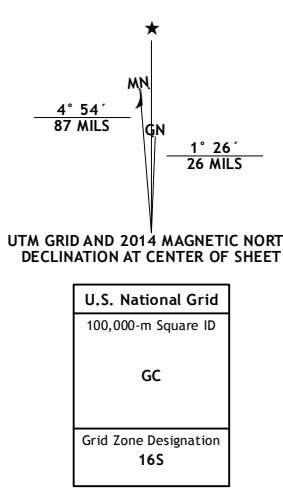 MN
4° 54´
87 MILS
GN
1° 26´
26 MILS
UTM GRID AND 2014 MAGNETIC NORT
DECLINATION AT CENTER OF SHEET
U.S. National Grid
100,000-m Square ID
GC
Grid Zone Designation
16S